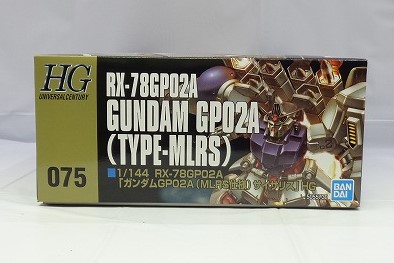 HG
UNIVERSAL CENTURY
075
RX-78GP02A
GUNDAM GP02A
(TYPE-MLRS)
1/144 RX-78GP02A
「ガンダムGP02A(MLRS仕様) サイサリス」HG
BANDAI